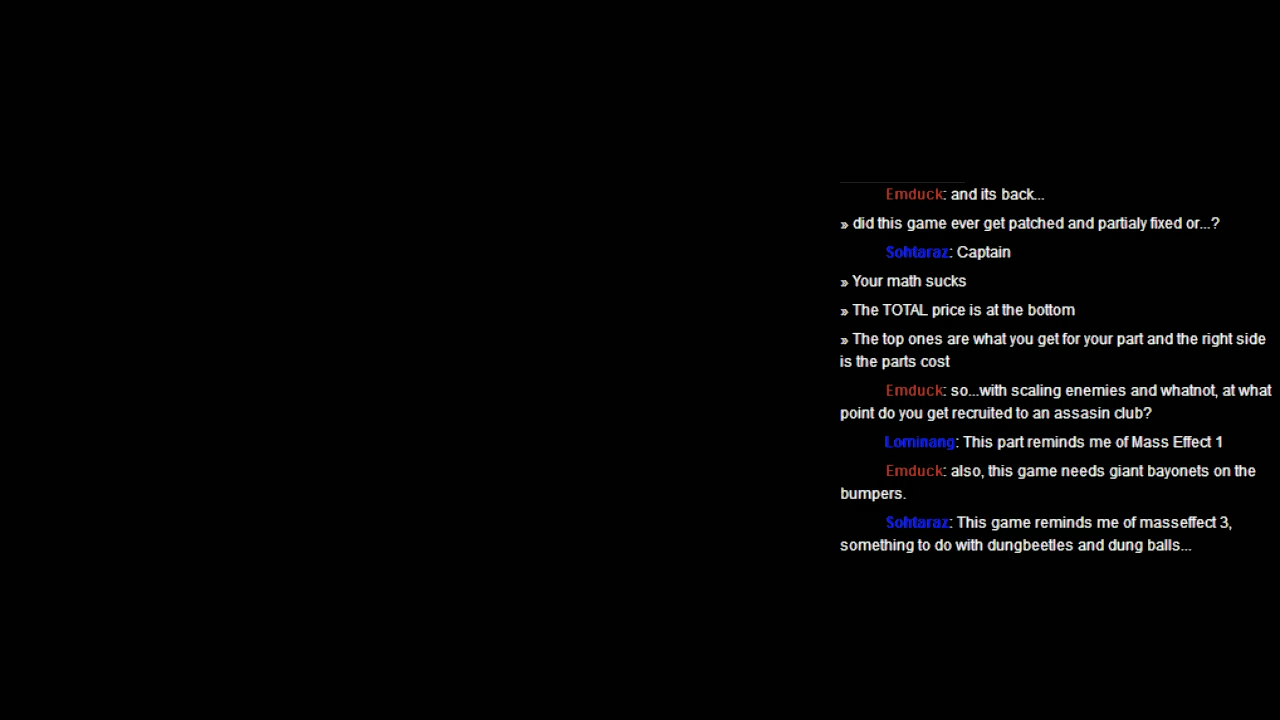 Emduck: and its back...
» did this game ever get patched and partialy fixed or...?
Sohtaraz: Captain
» Your math sucks
» The TOTAL price is at the bottom
» The top ones are what you get for your part and the right side
is the parts cost
Emduck: so...with scaling enemies and whatnot, at what
point do you get recruited to an assasin club?
Lominang: This part reminds me of Mass Effect 1
Emduck: also, this game needs giant bayonets on the
bumpers.
Sohtaraz: This game reminds me of masseffect 3,
something to do with dungbeetles and dung balls...